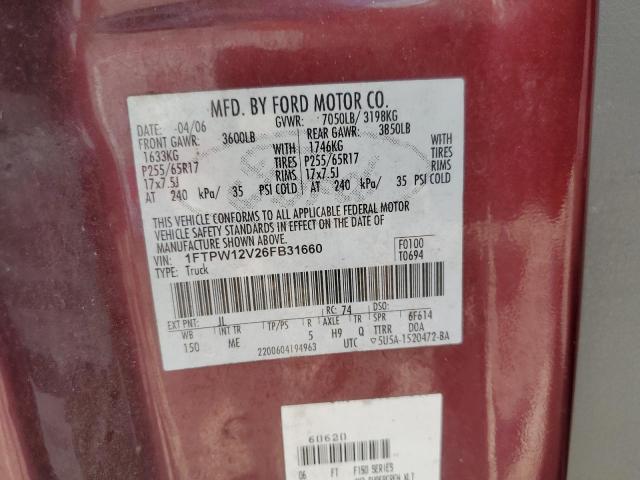 MFD. BY FORD MOTOR CO.
DATE: -04/06 GVWR: 7050LB/ 3198KG
FRONT GAWR: 3600LB REAR GAWR: 3850LB
1633KG WITH 1746KG WITH
P255/65R17 TIRES P255/65R17 TIRES
17x7.5J RIMS 17x7.5J RIMS
AT 240 kPa/ 35 PSI COLD AT 240 kPa/ 35 PSI COLD
THIS VEHICLE CONFORMS TO ALL APPLICABLE FEDERAL MOTOR
VEHICLE SAFETY STANDARDS IN EFFECT ON THE DATE OF
MANUFACTURE SHOWN ABOVE.
VIN: 1FTPW12V26FB31660 F0100
TYPE: Truck T0694
EXT PNT: JL RC: 74 DSO:
WB INT TR TP/PS R AXLE TR SPR 6F614
150 ME 5 H9 Q TTRR DOA
2200604194963 UTC 5U5A-1520472-BA
60620
06 FT F150 SERIES